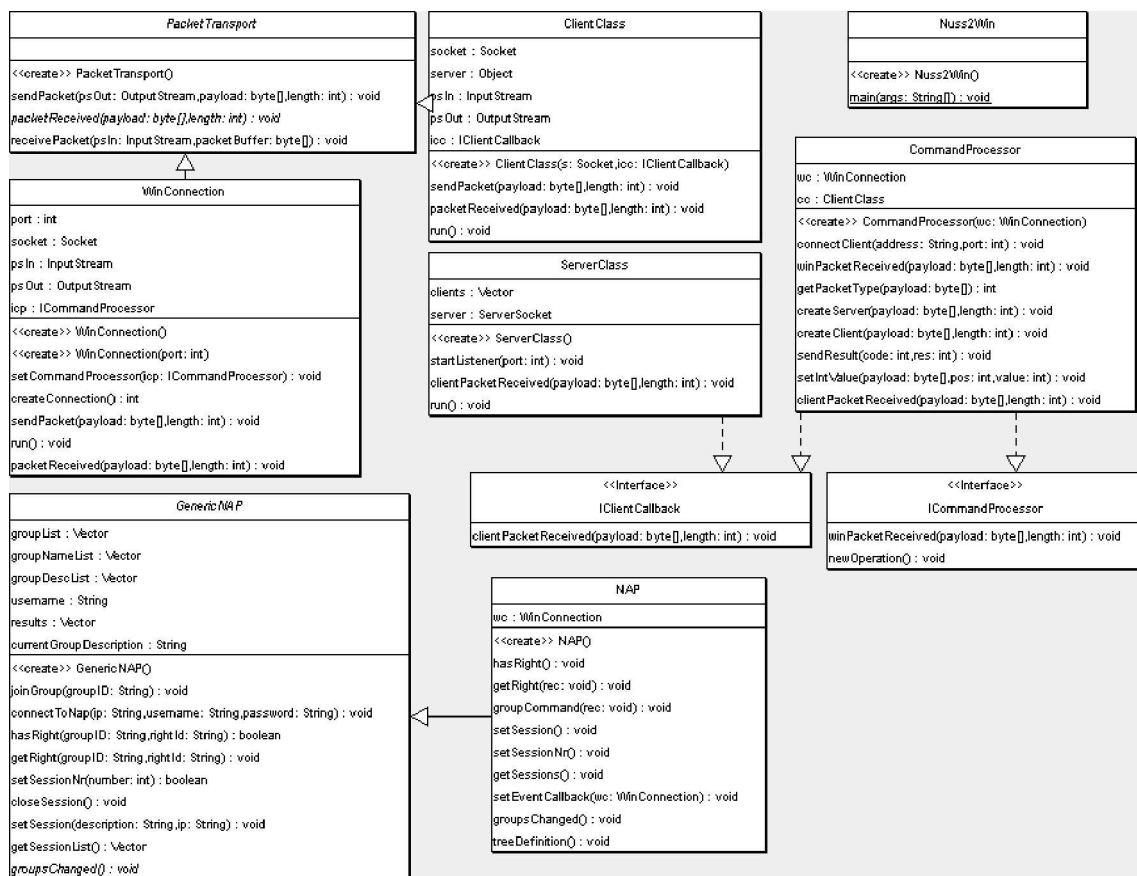 PacketTransport
<<create>> PacketTransport()
sendPacket(psOut: OutputStream,payload: byte[],length: int) : void
packetReceived(payload: byte[],length: int) : void
receivePacket(psIn: InputStream,packetBuffer: byte[]) : void
WinConnection
port : int
socket : Socket
psIn : InputStream
psOut : OutputStream
icp : ICommandProcessor
<<create>> WinConnection()
<<create>> WinConnection(port: int)
setCommandProcessor(icp: ICommandProcessor) : void
createConnection() : int
sendPacket(payload: byte[],length: int) : void
run() : void
packetReceived(payload: byte[],length: int) : void
ClientClass
socket : Socket
server : Object
psIn : InputStream
psOut : OutputStream
icc : IClientCallback
<<create>> ClientClass(s: Socket,icc: IClientCallback)
sendPacket(payload: byte[],length: int) : void
packetReceived(payload: byte[],length: int) : void
run() : void
ServerClass
clients : Vector
server : ServerSocket
<<create>> ServerClass()
startListener(port: int) : void
clientPacketReceived(payload: byte[],length: int) : void
run() : void
Nuss2Win
<<create>> Nuss2Win()
main(args: String[]) : void
CommandProcessor
wc : WinConnection
cc : ClientClass
<<create>> CommandProcessor(wc: WinConnection)
connectClient(address: String,port: int) : void
winPacketReceived(payload: byte[],length: int) : void
getPacketType(payload: byte[]) : int
createServer(payload: byte[],length: int) : void
createClient(payload: byte[],length: int) : void
sendResult(code: int,res: int) : void
setIntValue(payload: byte[],pos: int,value: int) : void
clientPacketReceived(payload: byte[],length: int) : void
<<Interface>>
IClientCallback
clientPacketReceived(payload: byte[],length: int) : void
<<Interface>>
ICommandProcessor
winPacketReceived(payload: byte[],length: int) : void
newOperation() : void
GenericNAP
groupList : Vector
groupNameList : Vector
groupDescList : Vector
username : String
results : Vector
currentGroupDescription : String
<<create>> GenericNAP()
joinGroup(groupID: String) : void
connectToNap(ip: String,username: String,password: String) : void
hasRight(groupID: String,rightId: String) : boolean
getRight(groupID: String,rightId: String) : void
setSessionNr(number: int) : boolean
closeSession() : void
setSession(description: String,ip: String) : void
getSessionList() : Vector
groupsChanged() : void
NAP
wc : WinConnection
<<create>> NAP()
hasRight() : void
getRight(rec: void) : void
groupCommand(rec: void) : void
setSession() : void
setSessionNr() : void
getSessions() : void
setEventCallback(wc: WinConnection) : void
groupsChanged() : void
treeDefinition() : void